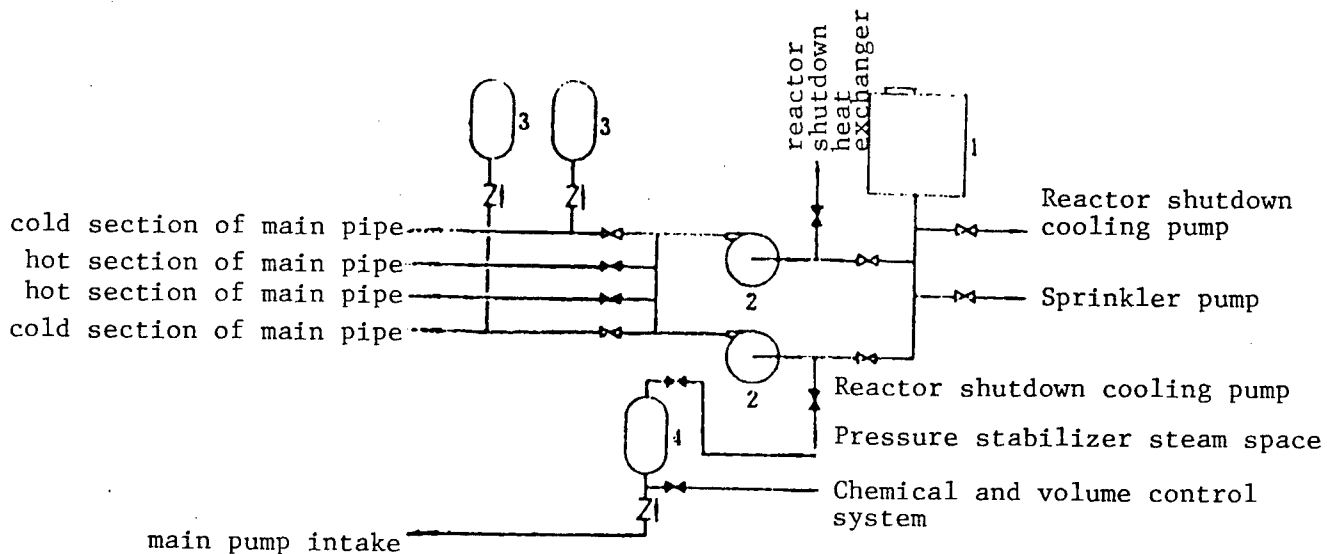 reactor
shutdown
heat
exchanger
3
3
1
cold section of main pipe
hot section of main pipe
hot section of main pipe
cold section of main pipe
Reactor shutdown
cooling pump
2
Sprinkler pump
2
Reactor shutdown cooling pump
4
Pressure stabilizer steam space
Chemical and volume control
system
main pump intake